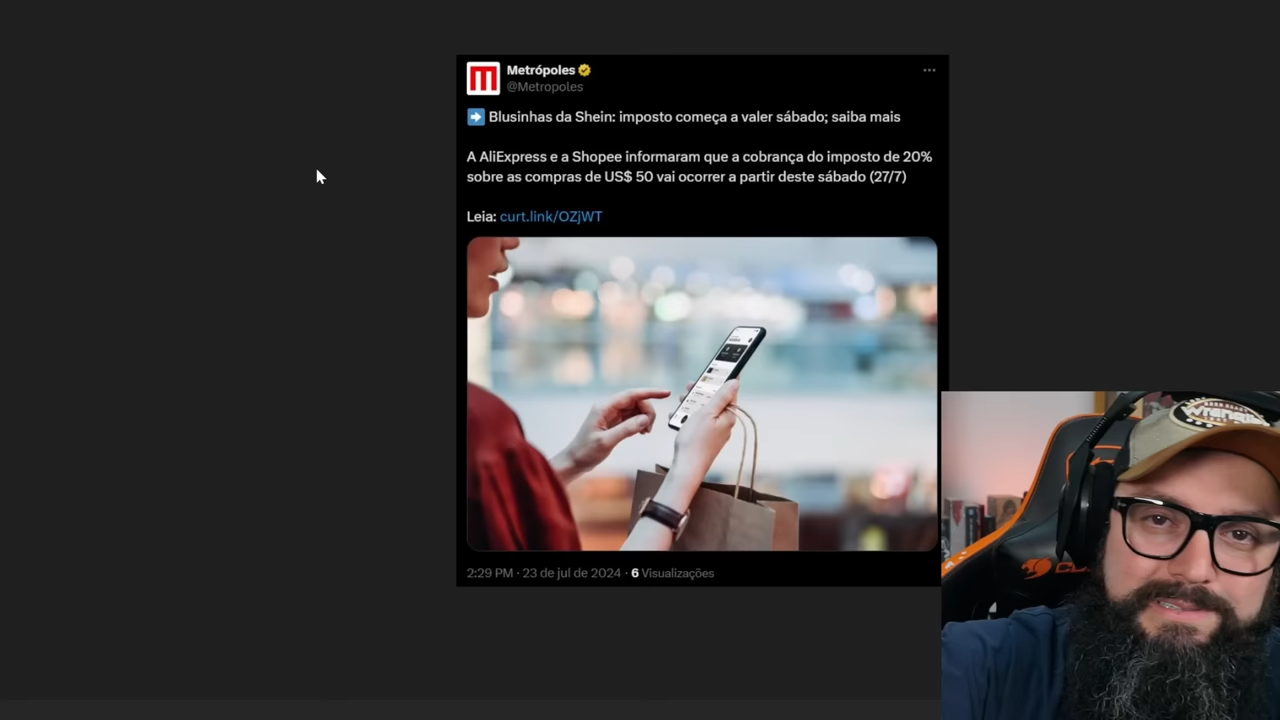 Metrópoles
@Metropoles
➡️ Blusinhas da Shein: imposto começa a valer sábado; saiba mais
A AliExpress e a Shopee informaram que a cobrança do imposto de 20%
sobre as compras de US$ 50 vai ocorrer a partir deste sábado (27/7)
Leia: curt.link/OZjWT
2:29 PM · 23 de jul de 2024 · 6 Visualizações
Wrangler